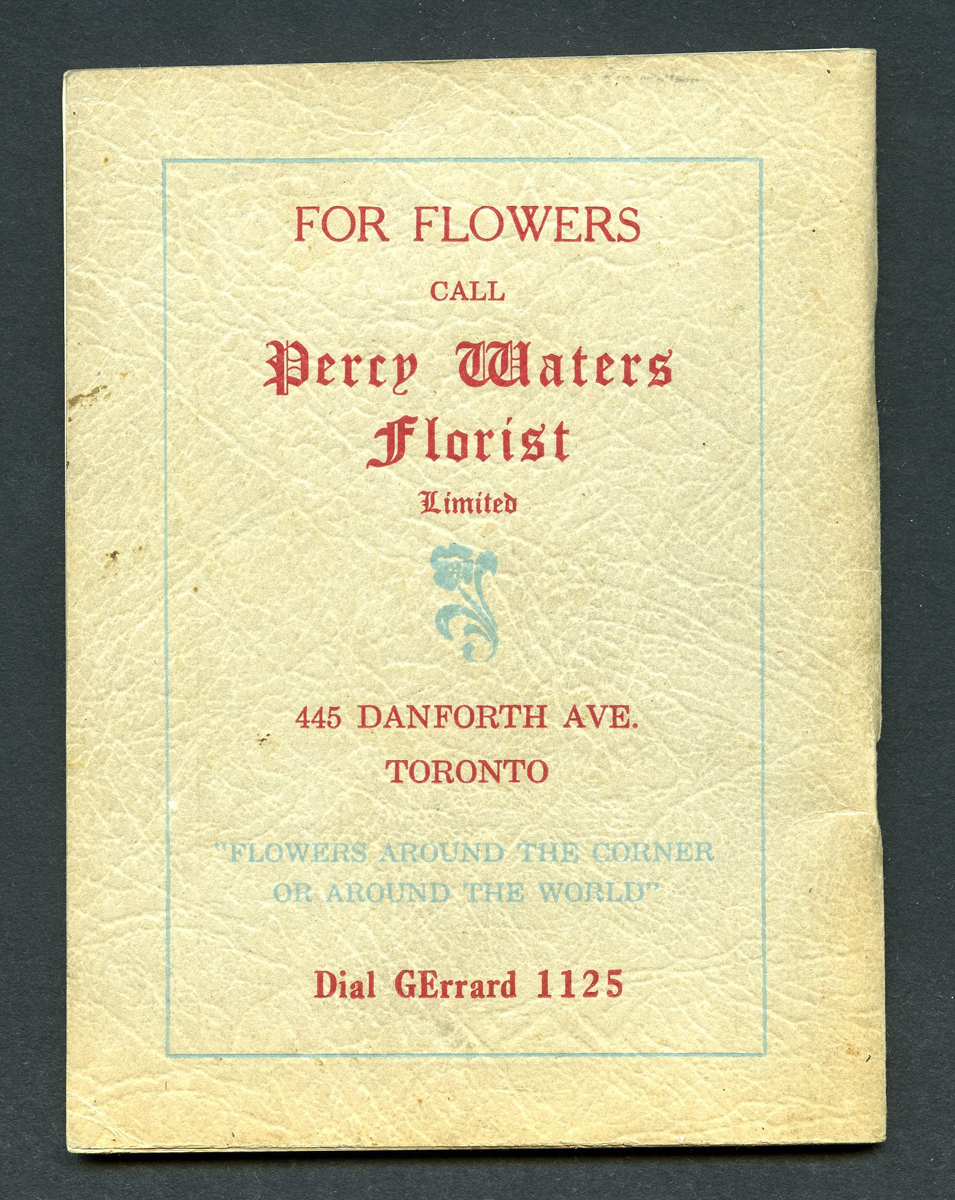 FOR FLOWERS
CALL
Percy Waters
Florist
Limited
445 DANFORTH AVE.
TORONTO
"FLOWERS AROUND THE CORNER
OR AROUND THE WORLD"
Dial GErrard 1125